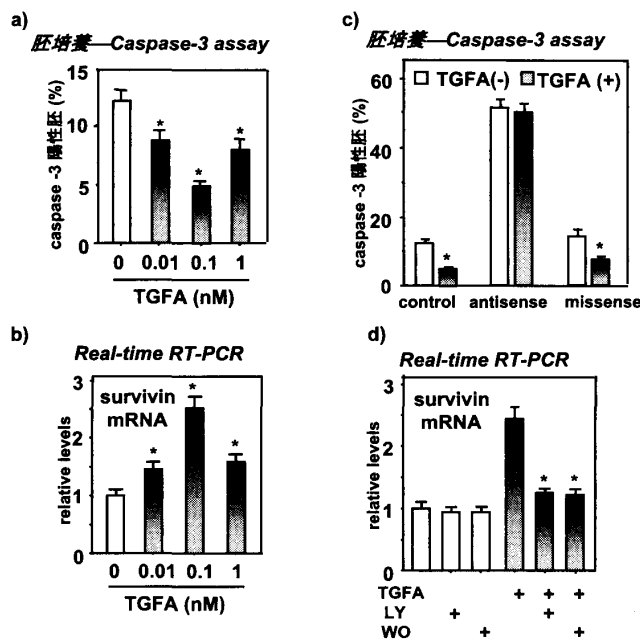 a)
胚培養—Caspase-3 assay
caspase -3 陽性胚 (%)
15
10
5
0
*
*
*
0 0.01 0.1 1
TGFA (nM)
b)
Real-time RT-PCR
relative levels
3
2
1
0
survivin
mRNA
*
*
*
0 0.01 0.1 1
TGFA (nM)
c)
胚培養—Caspase-3 assay
caspase -3 陽性胚 (%)
60
40
20
0
TGFA(-) TGFA (+)
*
*
control antisense missense
d)
Real-time RT-PCR
relative levels
3
2
1
0
survivin
mRNA
*
*
TGFA + + +
LY + +
WO + +